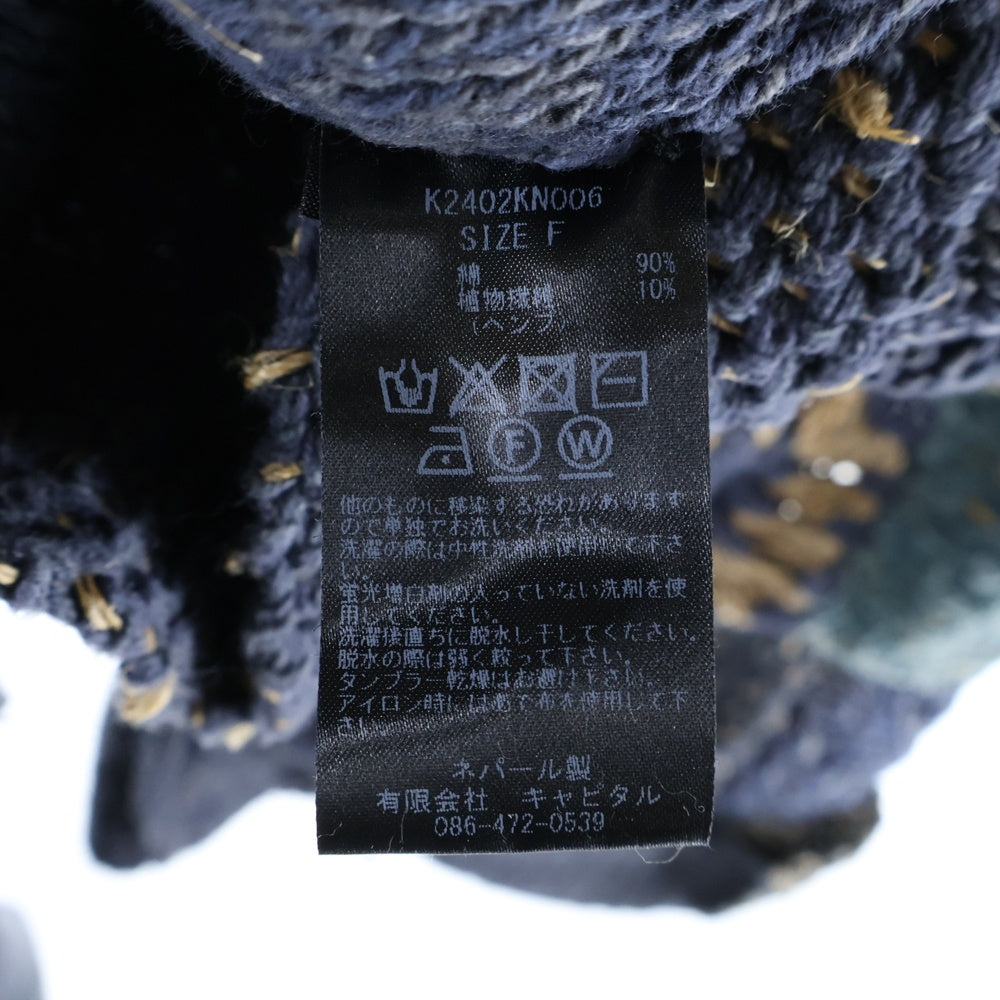 K2402KN006
SIZE F
綿 90%
植物繊維 10%
(ヘンプ)
F W
他のものに移染する恐れがあります
ので単独でお洗いください。
洗濯の際は中性洗剤を使用して下さ
い。
蛍光増白剤の入っていない洗剤を使
用してください。
洗濯後直ちに脱水し干してください。
脱水の際は弱く絞って下さい。
タンブラー乾燥はお避け下さい。
アイロン時には必ず布を使用して下
さい。
ネパール製
有限会社 キャピタル
086-472-0539